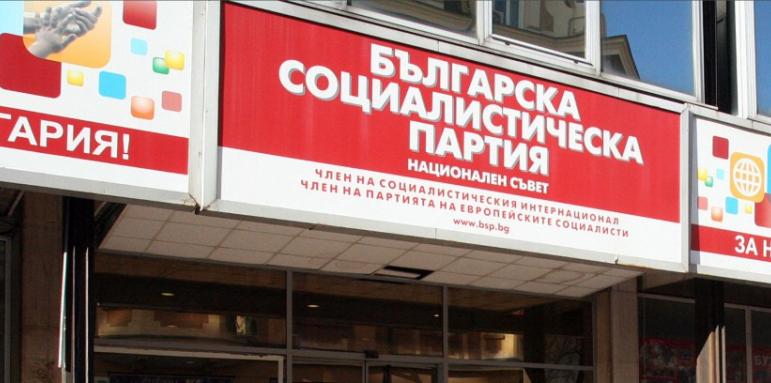 БЪЛГАРСКА
СОЦИАЛИСТИЧЕСКА
ПАРТИЯ
НАЦИОНАЛЕН СЪВЕТ
ЧЛЕН НА СОЦИАЛИСТИЧЕСКИЯ ИНТЕРНАЦИОНАЛ
ЧЛЕН НА ПАРТИЯТА НА ЕВРОПЕЙСКИТЕ СОЦИАЛИСТИ
www.bsp.bg
ГАРИЯ!
ЗА Н